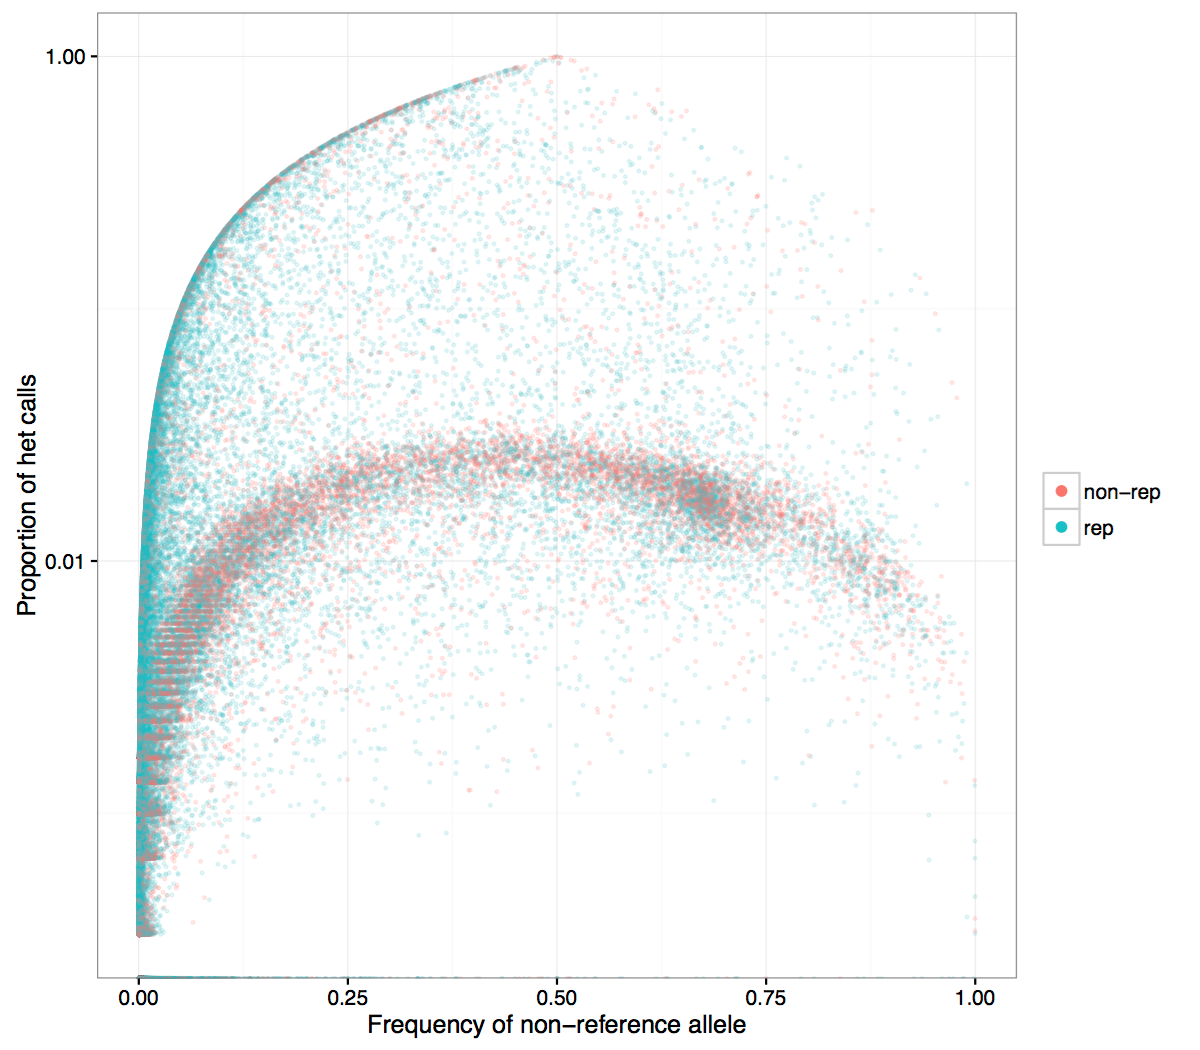 1.00
0.01
Proportion of het calls
0.00 0.25 0.50 0.75 1.00
Frequency of non−reference allele
non−rep
rep